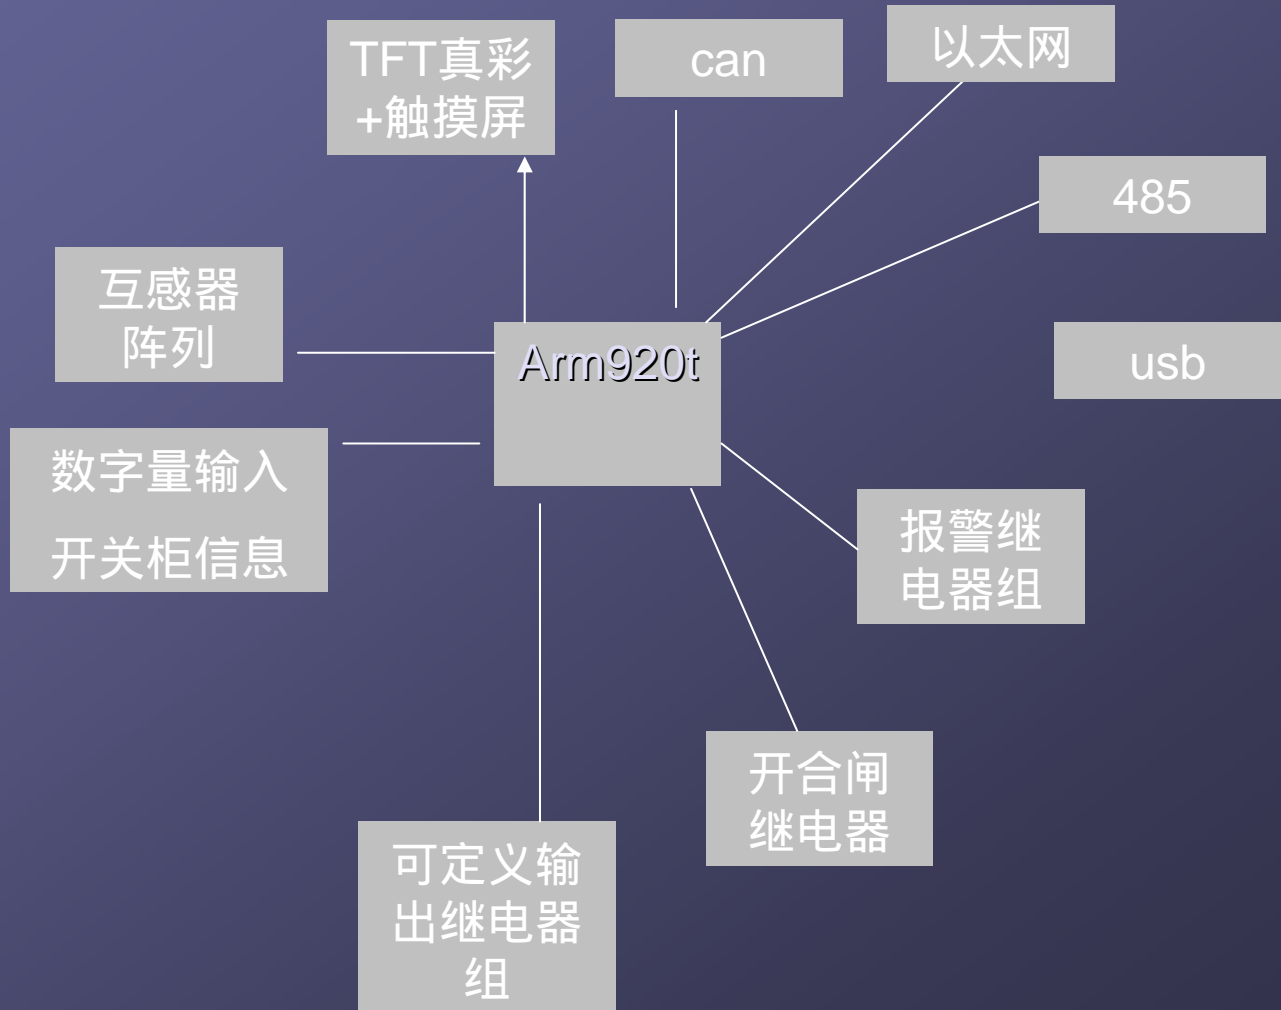 TFT真彩
+触摸屏
can
以太网
485
互感器
阵列
Arm920t
usb
数字量输入
开关柜信息
报警继
电器组
开合闸
继电器
可定义输
出继电器
组